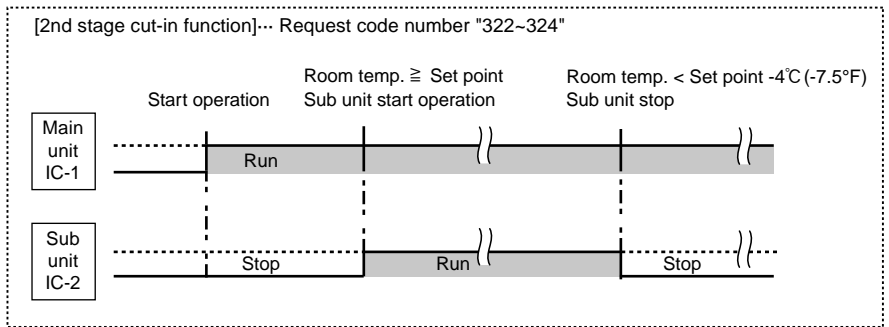 [2nd stage cut-in function]··· Request code number "322~324"
Room temp. ≧ Set point
Room temp. < Set point -4℃ (-7.5°F)
Start operation
Sub unit start operation
Sub unit stop
Main
unit
IC-1
Run
Sub
unit
IC-2
Stop
Run
Stop